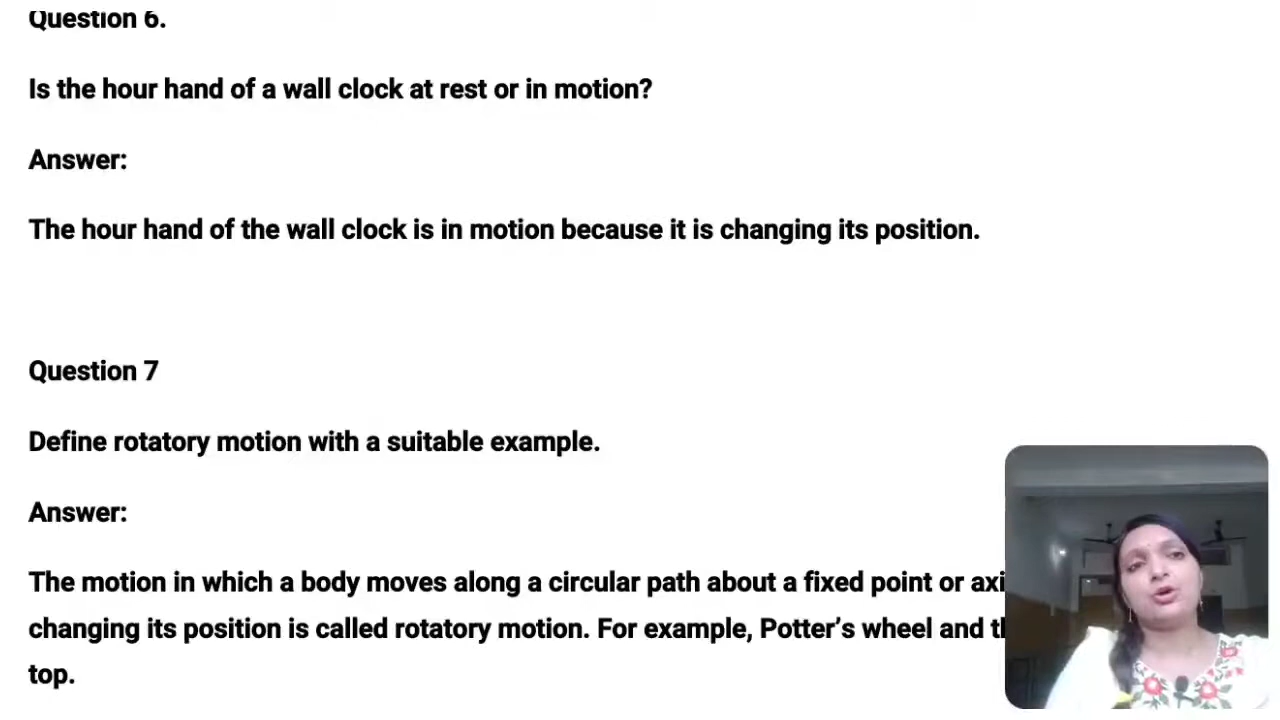 Question 6.
Is the hour hand of a wall clock at rest or in motion?
Answer:
The hour hand of the wall clock is in motion because it is changing its position.
Question 7
Define rotatory motion with a suitable example.
Answer:
The motion in which a body moves along a circular path about a fixed point or
changing its position is called rotatory motion. For example, Potter’s wheel and
top.